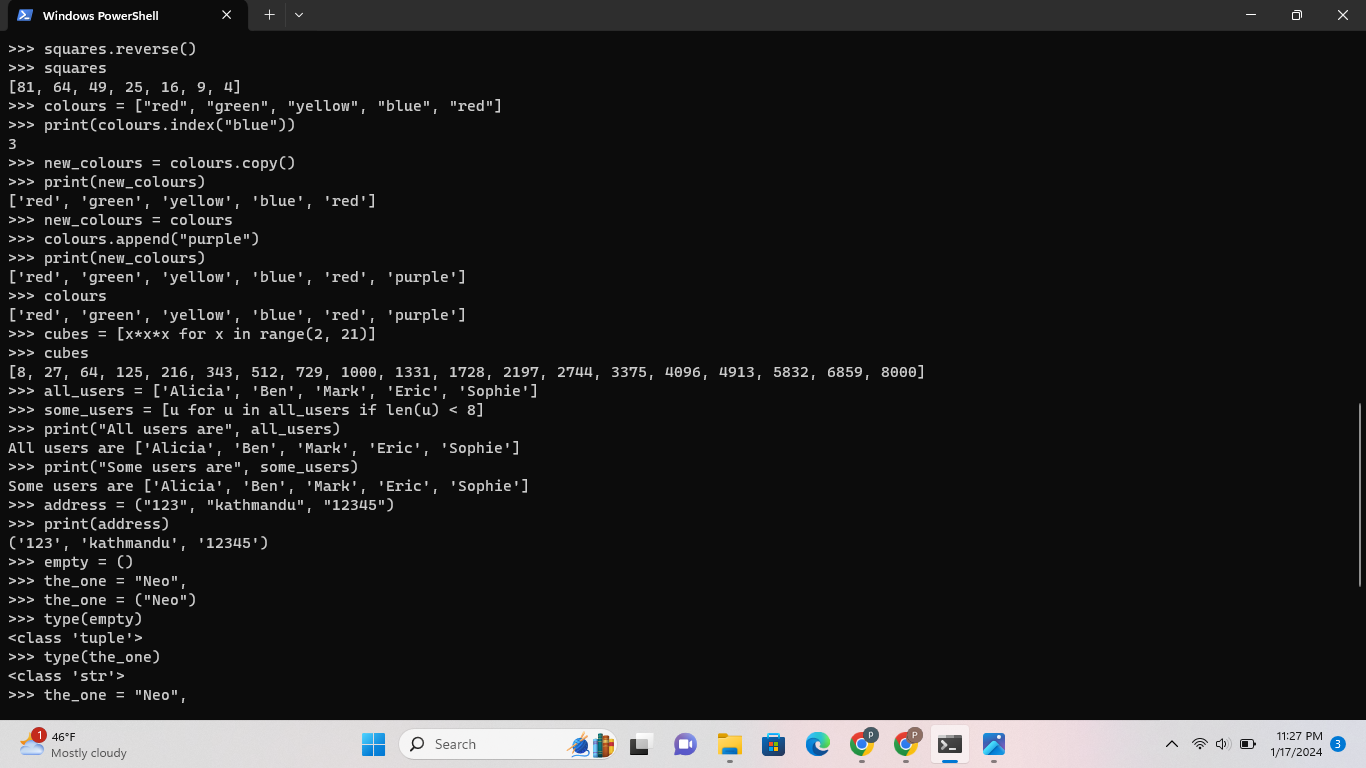 Windows PowerShell
>>> squares.reverse()
>>> squares
[81, 64, 49, 25, 16, 9, 4]
>>> colours = ["red", "green", "yellow", "blue", "red"]
>>> print(colours.index("blue"))
3
>>> new_colours = colours.copy()
>>> print(new_colours)
['red', 'green', 'yellow', 'blue', 'red']
>>> new_colours = colours
>>> colours.append("purple")
>>> print(new_colours)
['red', 'green', 'yellow', 'blue', 'red', 'purple']
>>> colours
['red', 'green', 'yellow', 'blue', 'red', 'purple']
>>> cubes = [x*x*x for x in range(2, 21)]
>>> cubes
[8, 27, 64, 125, 216, 343, 512, 729, 1000, 1331, 1728, 2197, 2744, 3375, 4096, 4913, 5832, 6859, 8000]
>>> all_users = ['Alicia', 'Ben', 'Mark', 'Eric', 'Sophie']
>>> some_users = [u for u in all_users if len(u) < 8]
>>> print("All users are", all_users)
All users are ['Alicia', 'Ben', 'Mark', 'Eric', 'Sophie']
>>> print("Some users are", some_users)
Some users are ['Alicia', 'Ben', 'Mark', 'Eric', 'Sophie']
>>> address = ("123", "kathmandu", "12345")
>>> print(address)
('123', 'kathmandu', '12345')
>>> empty = ()
>>> the_one = "Neo",
>>> the_one = ("Neo")
>>> type(empty)
<class 'tuple'>
>>> type(the_one)
<class 'str'>
>>> the_one = "Neo",
1
46°F
Mostly cloudy
Search
P
P
11:27 PM
1/17/2024
3